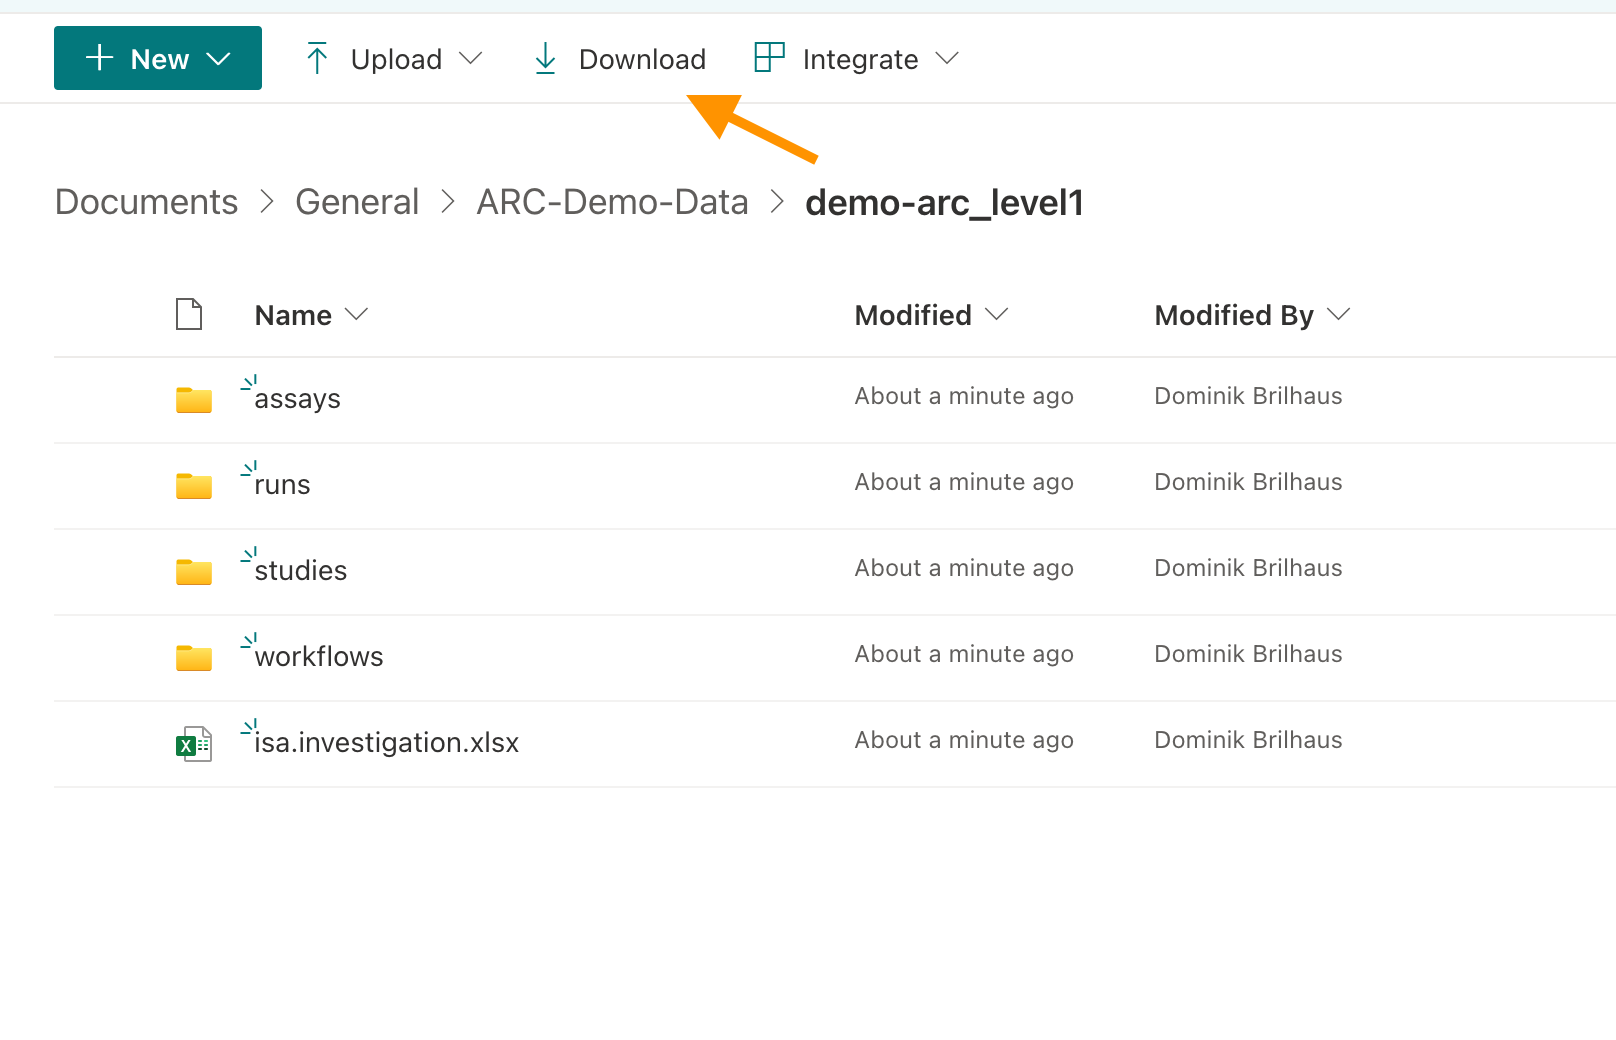 New Upload Download Integrate
Documents > General > ARC-Demo-Data > demo-arc_level1
Name Modified Modified By
assays About a minute ago Dominik Brilhaus
runs About a minute ago Dominik Brilhaus
studies About a minute ago Dominik Brilhaus
workflows About a minute ago Dominik Brilhaus
isa.investigation.xlsx About a minute ago Dominik Brilhaus